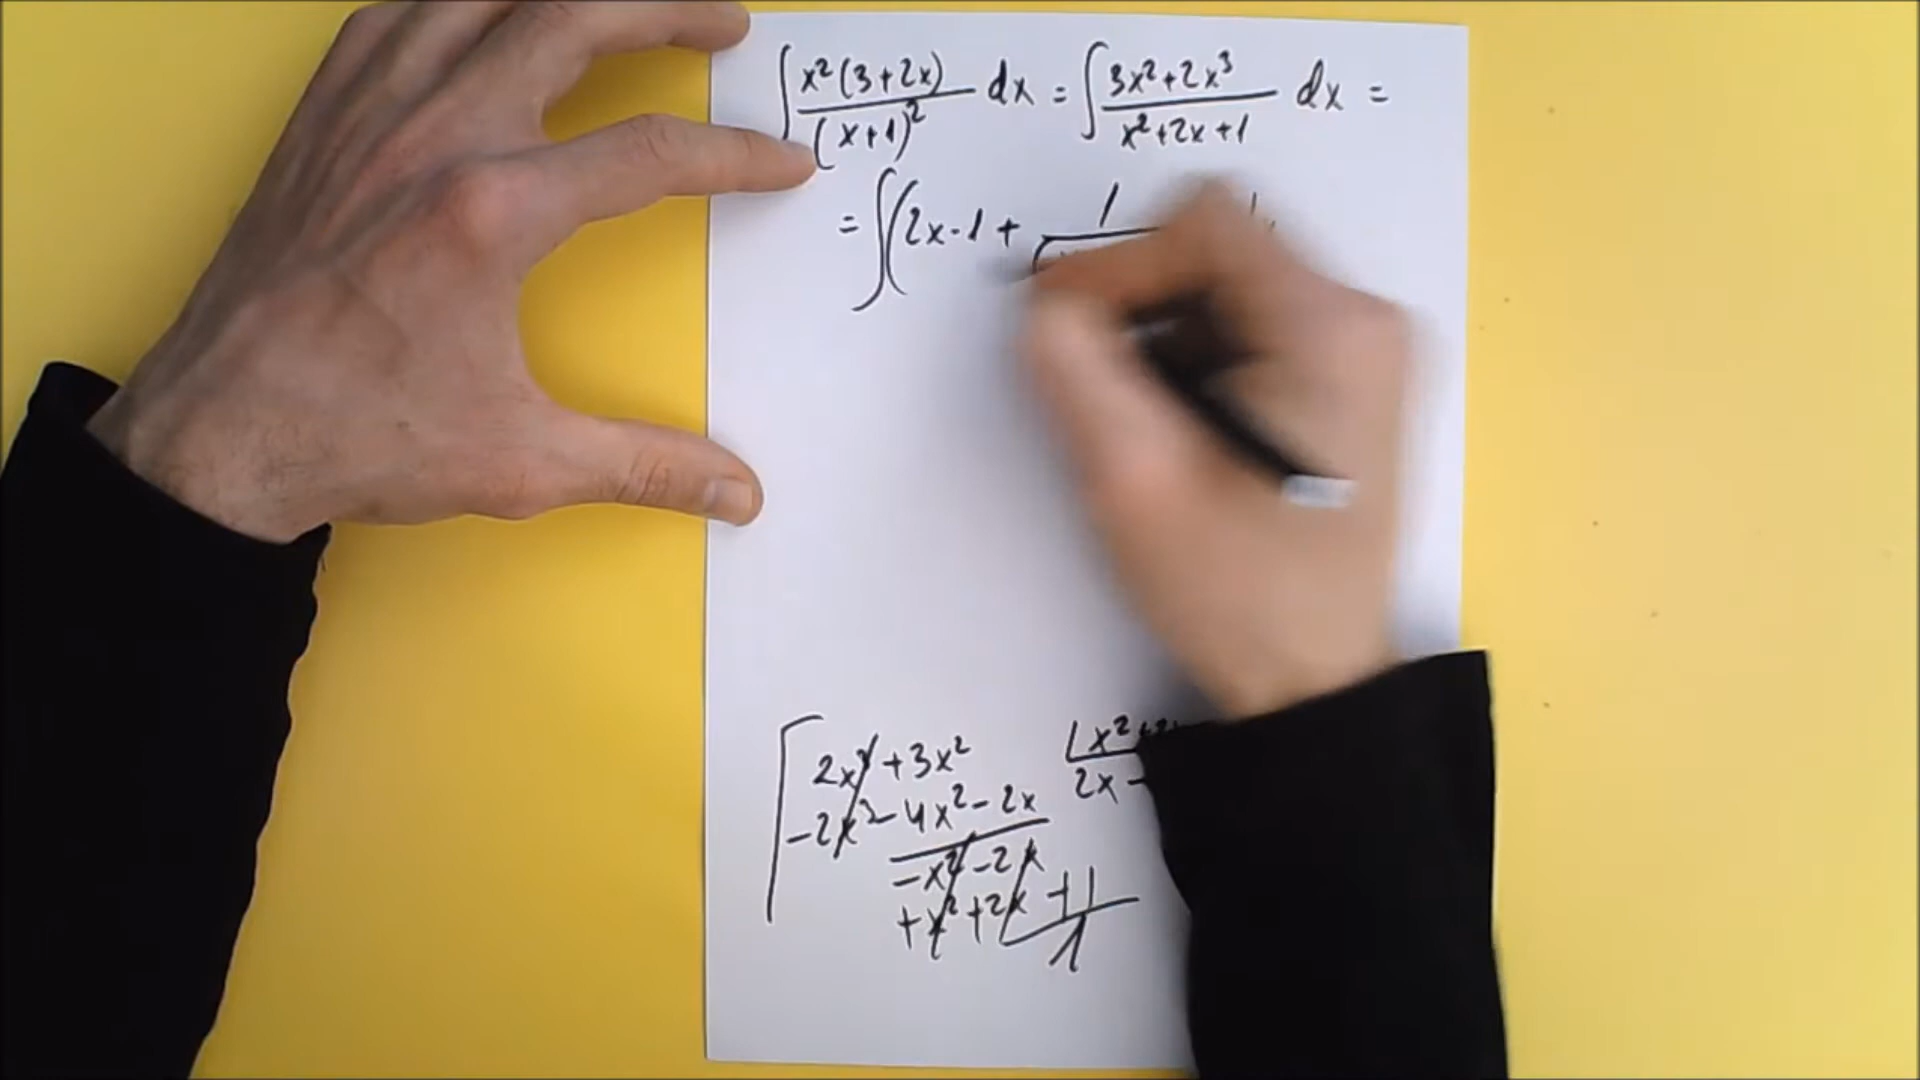 ∫ x²(3+2x) / (x+1)² dx = ∫ 3x²+2x³ / x²+2x+1 dx =
= ∫(2x-1 + 1
2x³ +3x²
x²
2x -
-2x³ - 4x² - 2x
-x² - 2x
+x² +2x +1
1